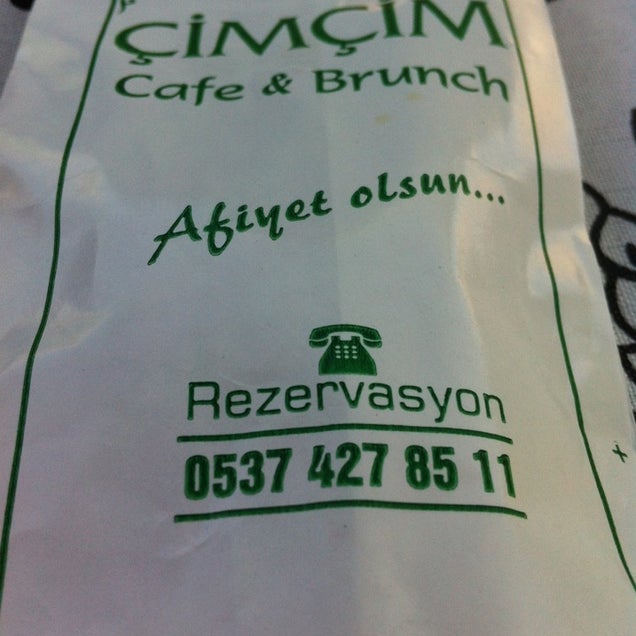 ÇİMÇİM
Cafe & Brunch
Afiyet olsun...
Rezervasyon
0537 427 85 11